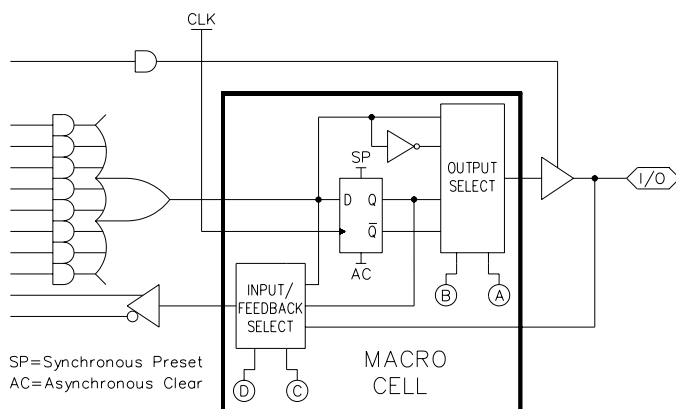 CLK
SP
D Q
Q̅
AC
OUTPUT
SELECT
I/O
B A
INPUT/
FEEDBACK
SELECT
D C
MACRO
CELL
SP=Synchronous Preset
AC=Asynchronous Clear